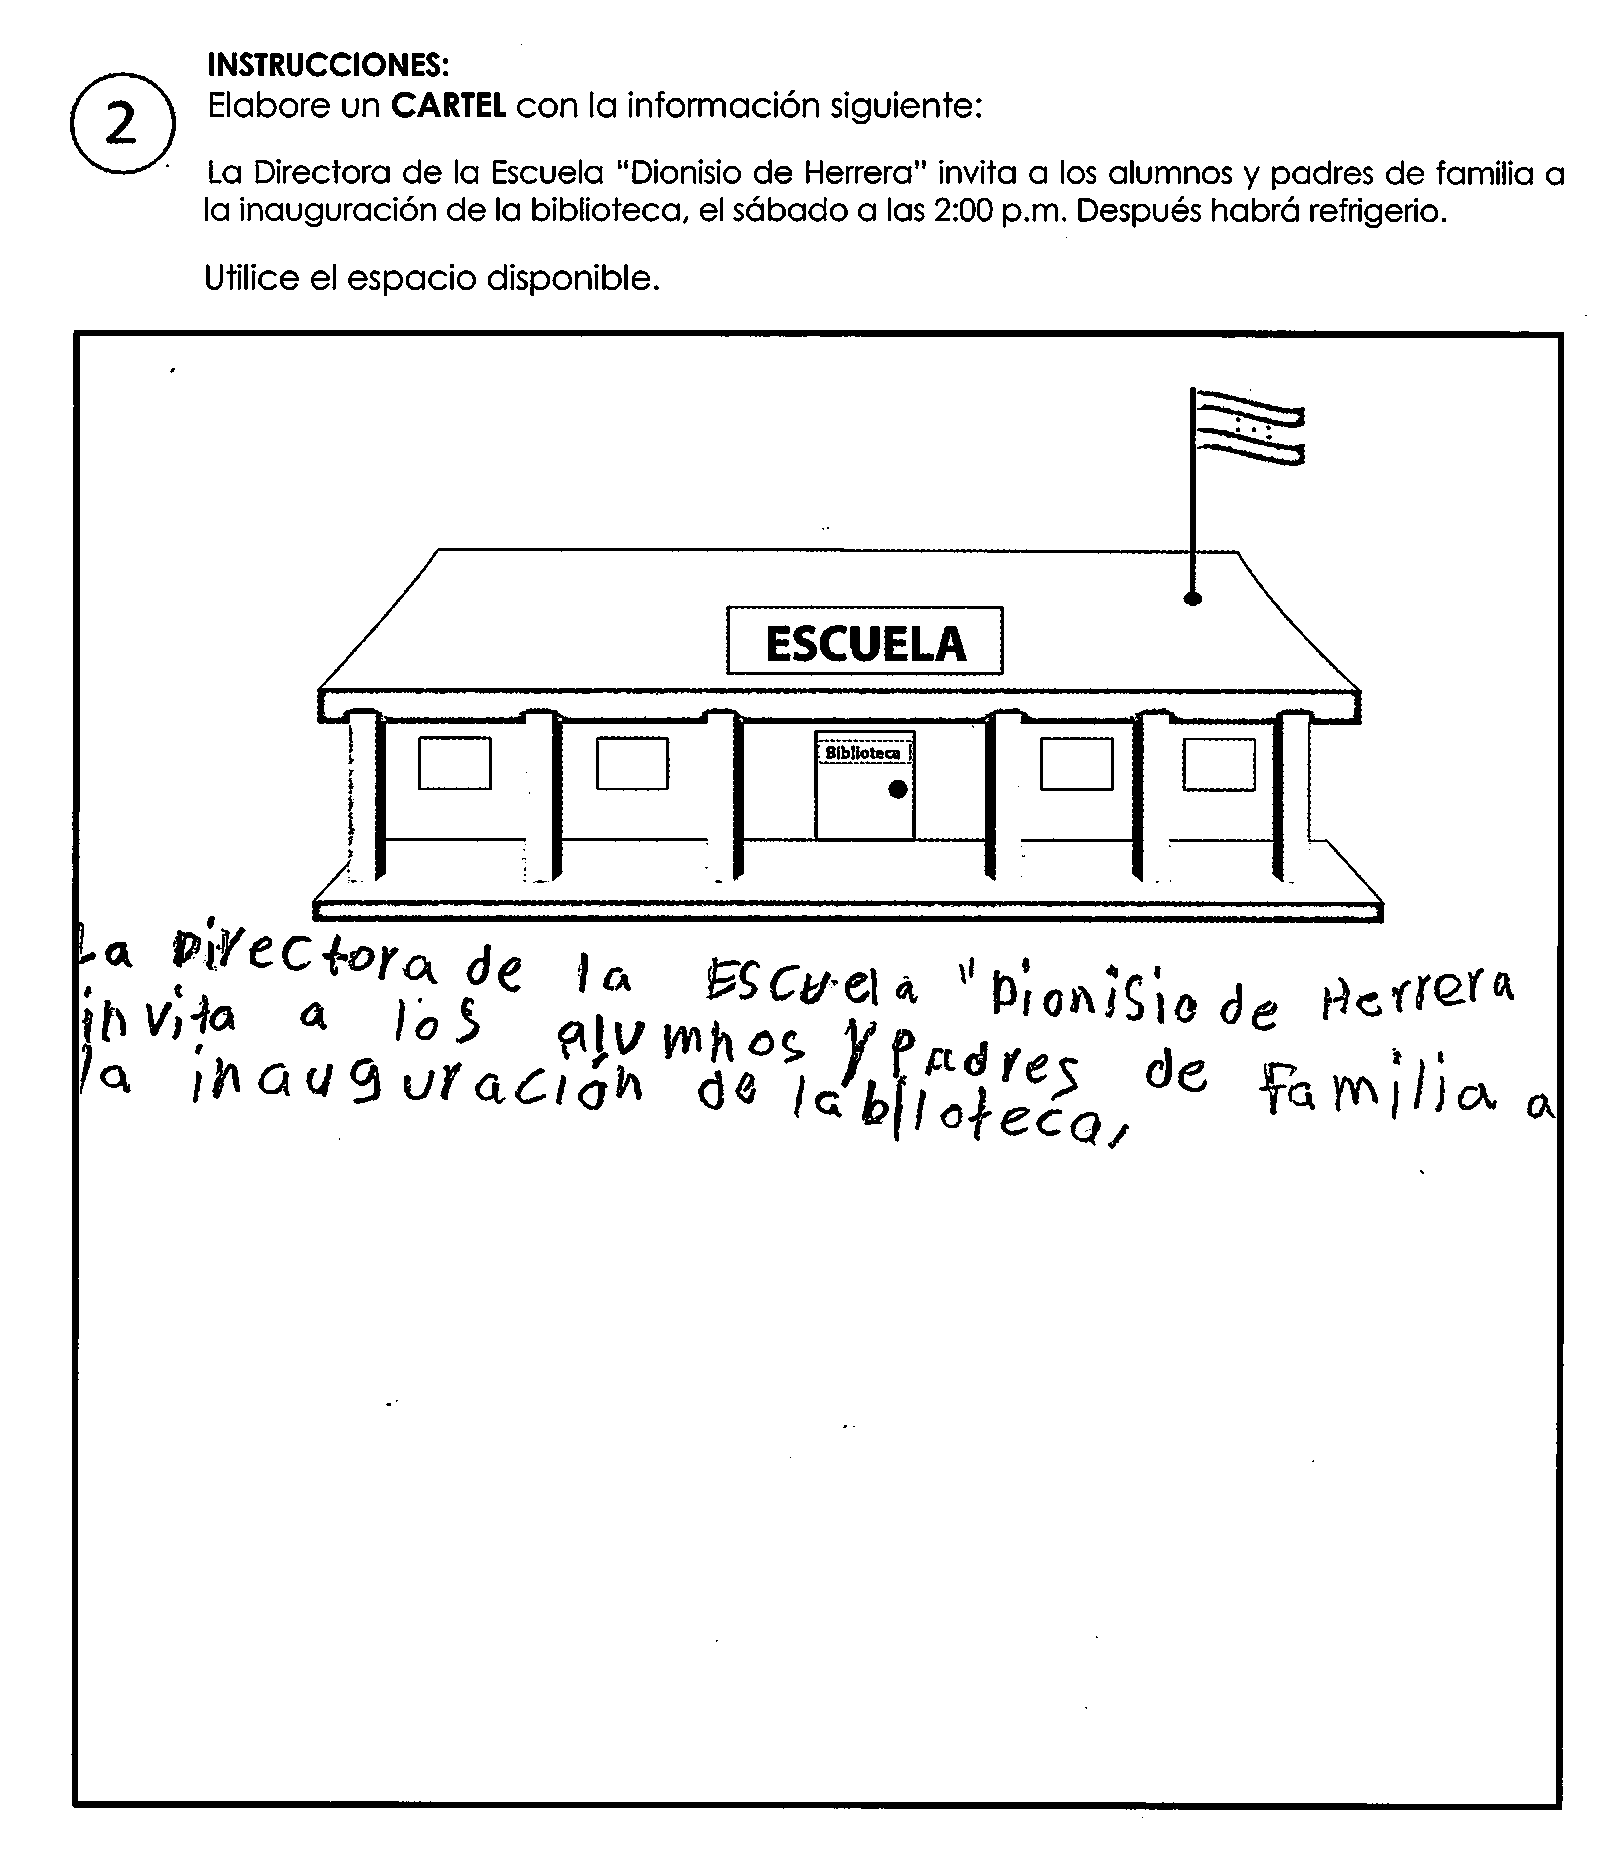 INSTRUCCIONES:
2
Elabore un CARTEL con la información siguiente:
La Directora de la Escuela "Dionisio de Herrera" invita a los alumnos y padres de familia a
la inauguración de la biblioteca, el sábado a las 2:00 p.m. Después habrá refrigerio.
Utilice el espacio disponible.
ESCUELA
Biblioteca
La Directora de la EScuela "Dionisio de Herrera
invita a los alumnos y padres de familia a
la inauguración de la biloteca,